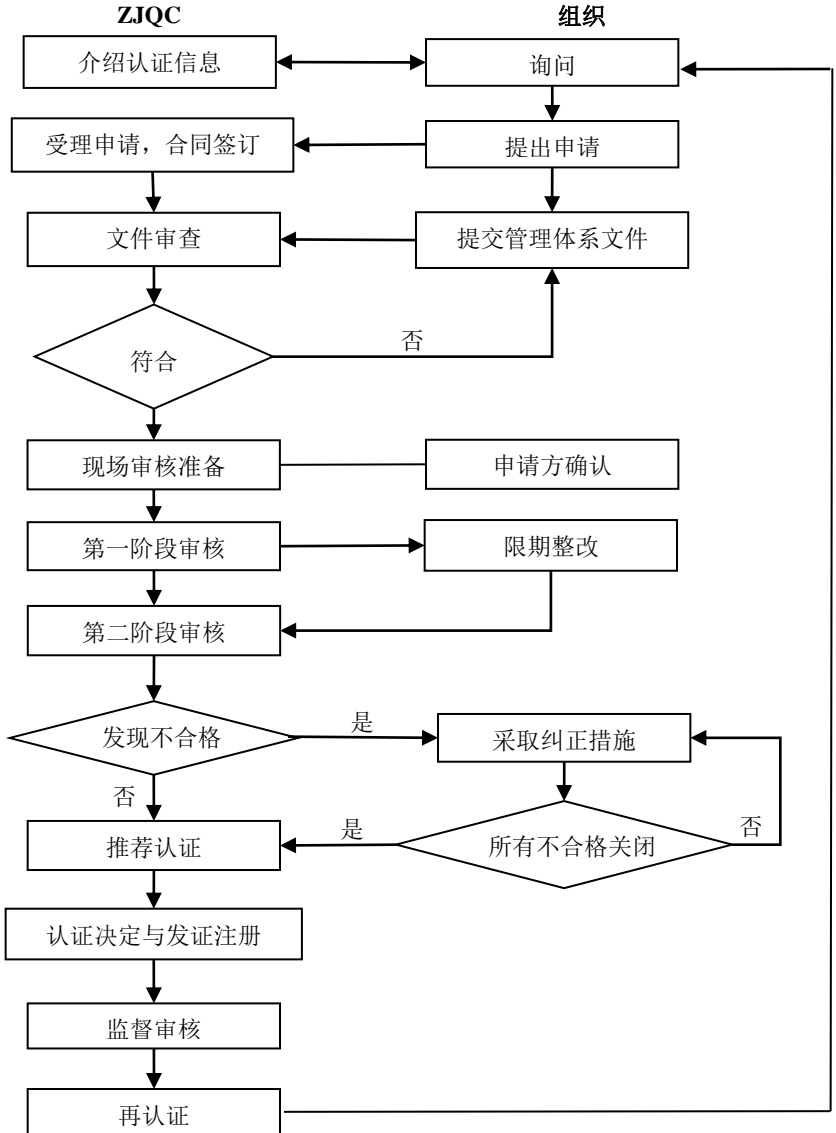 ZJQC
组织
介绍认证信息
询问
受理申请，合同签订
提出申请
文件审查
提交管理体系文件
否
符合
现场审核准备
申请方确认
第一阶段审核
限期整改
第二阶段审核
发现不合格
是
采取纠正措施
否
推荐认证
是
所有不合格关闭
否
认证决定与发证注册
监督审核
再认证